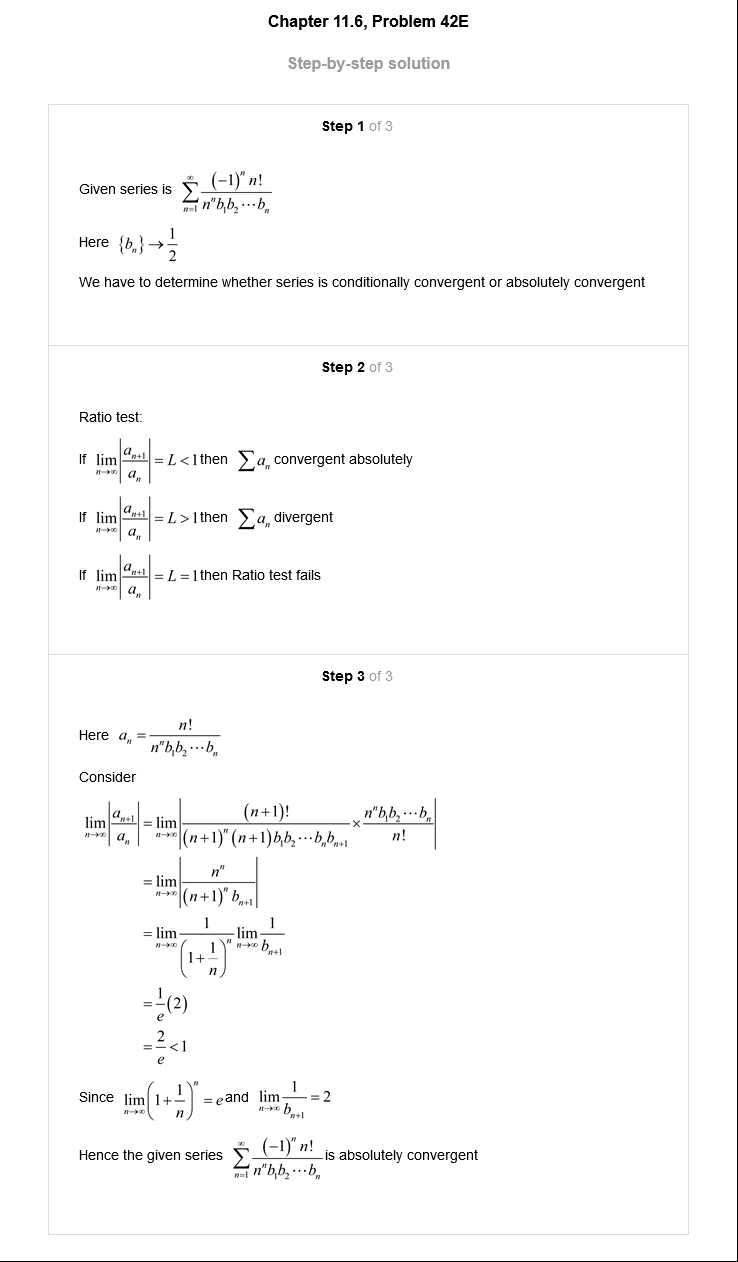 Chapter 11.6, Problem 42E
Step-by-step solution
Step 1 of 3
Given series is $\sum_{n=1}^{\infty} \frac{(-1)^n n!}{n^n b_1 b_2 \cdots b_n}$
Here $\{b_n\} \to \frac{1}{2}$
We have to determine whether series is conditionally convergent or absolutely convergent
Step 2 of 3
Ratio test:
If $\lim_{n \to \infty} \left| \frac{a_{n+1}}{a_n} \right| = L < 1$ then $\sum a_n$ convergent absolutely
If $\lim_{n \to \infty} \left| \frac{a_{n+1}}{a_n} \right| = L > 1$ then $\sum a_n$ divergent
If $\lim_{n \to \infty} \left| \frac{a_{n+1}}{a_n} \right| = L = 1$ then Ratio test fails
Step 3 of 3
Here $a_n = \frac{n!}{n^n b_1 b_2 \cdots b_n}$
Consider
$\lim_{n \to \infty} \left| \frac{a_{n+1}}{a_n} \right| = \lim_{n \to \infty} \left| \frac{(n+1)!}{(n+1)^n (n+1) b_1 b_2 \cdots b_n b_{n+1}} \times \frac{n^n b_1 b_2 \cdots b_n}{n!} \right|$
$= \lim_{n \to \infty} \left| \frac{n^n}{(n+1)^n b_{n+1}} \right|$
$= \lim_{n \to \infty} \frac{1}{\left(1 + \frac{1}{n}\right)^n} \lim_{n \to \infty} \frac{1}{b_{n+1}}$
$= \frac{1}{e}(2)$
$= \frac{2}{e} < 1$
Since $\lim_{n \to \infty} \left(1 + \frac{1}{n}\right)^n = e$ and $\lim_{n \to \infty} \frac{1}{b_{n+1}} = 2$
Hence the given series $\sum_{n=1}^{\infty} \frac{(-1)^n n!}{n^n b_1 b_2 \cdots b_n}$ is absolutely convergent